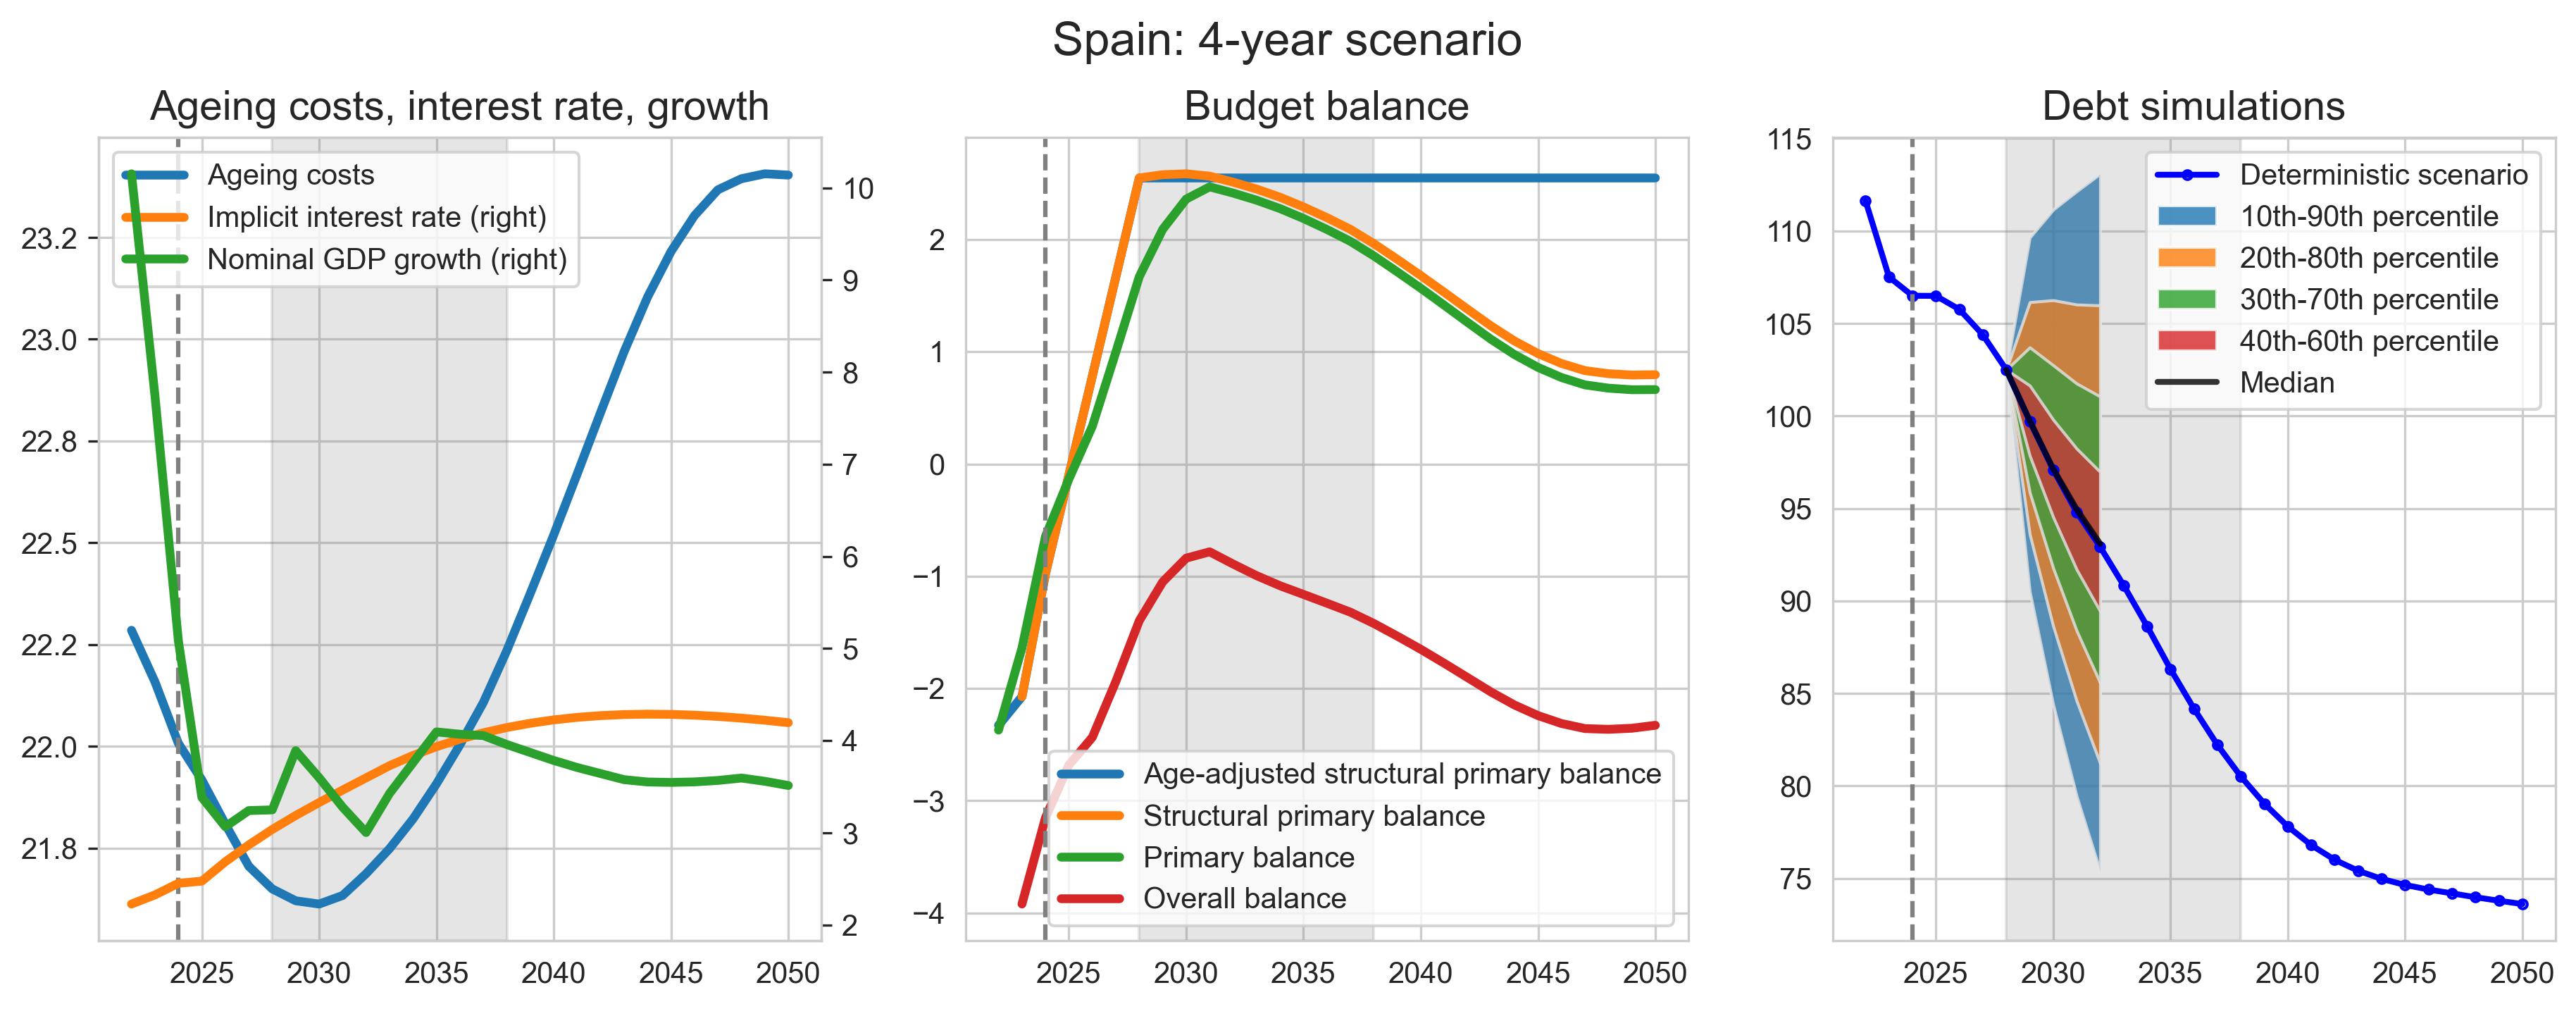 Spain: 4-year scenario
Ageing costs, interest rate, growth
Ageing costs
Implicit interest rate (right)
Nominal GDP growth (right)
23.2
23.0
22.8
22.5
22.2
22.0
21.8
10
9
8
7
6
5
4
3
2
2025 2030 2035 2040 2045 2050
Budget balance
2
1
0
−1
−2
−3
−4
Age-adjusted structural primary balance
Structural primary balance
Primary balance
Overall balance
2025 2030 2035 2040 2045 2050
Debt simulations
115
110
105
100
95
90
85
80
75
Deterministic scenario
10th-90th percentile
20th-80th percentile
30th-70th percentile
40th-60th percentile
Median
2025 2030 2035 2040 2045 2050